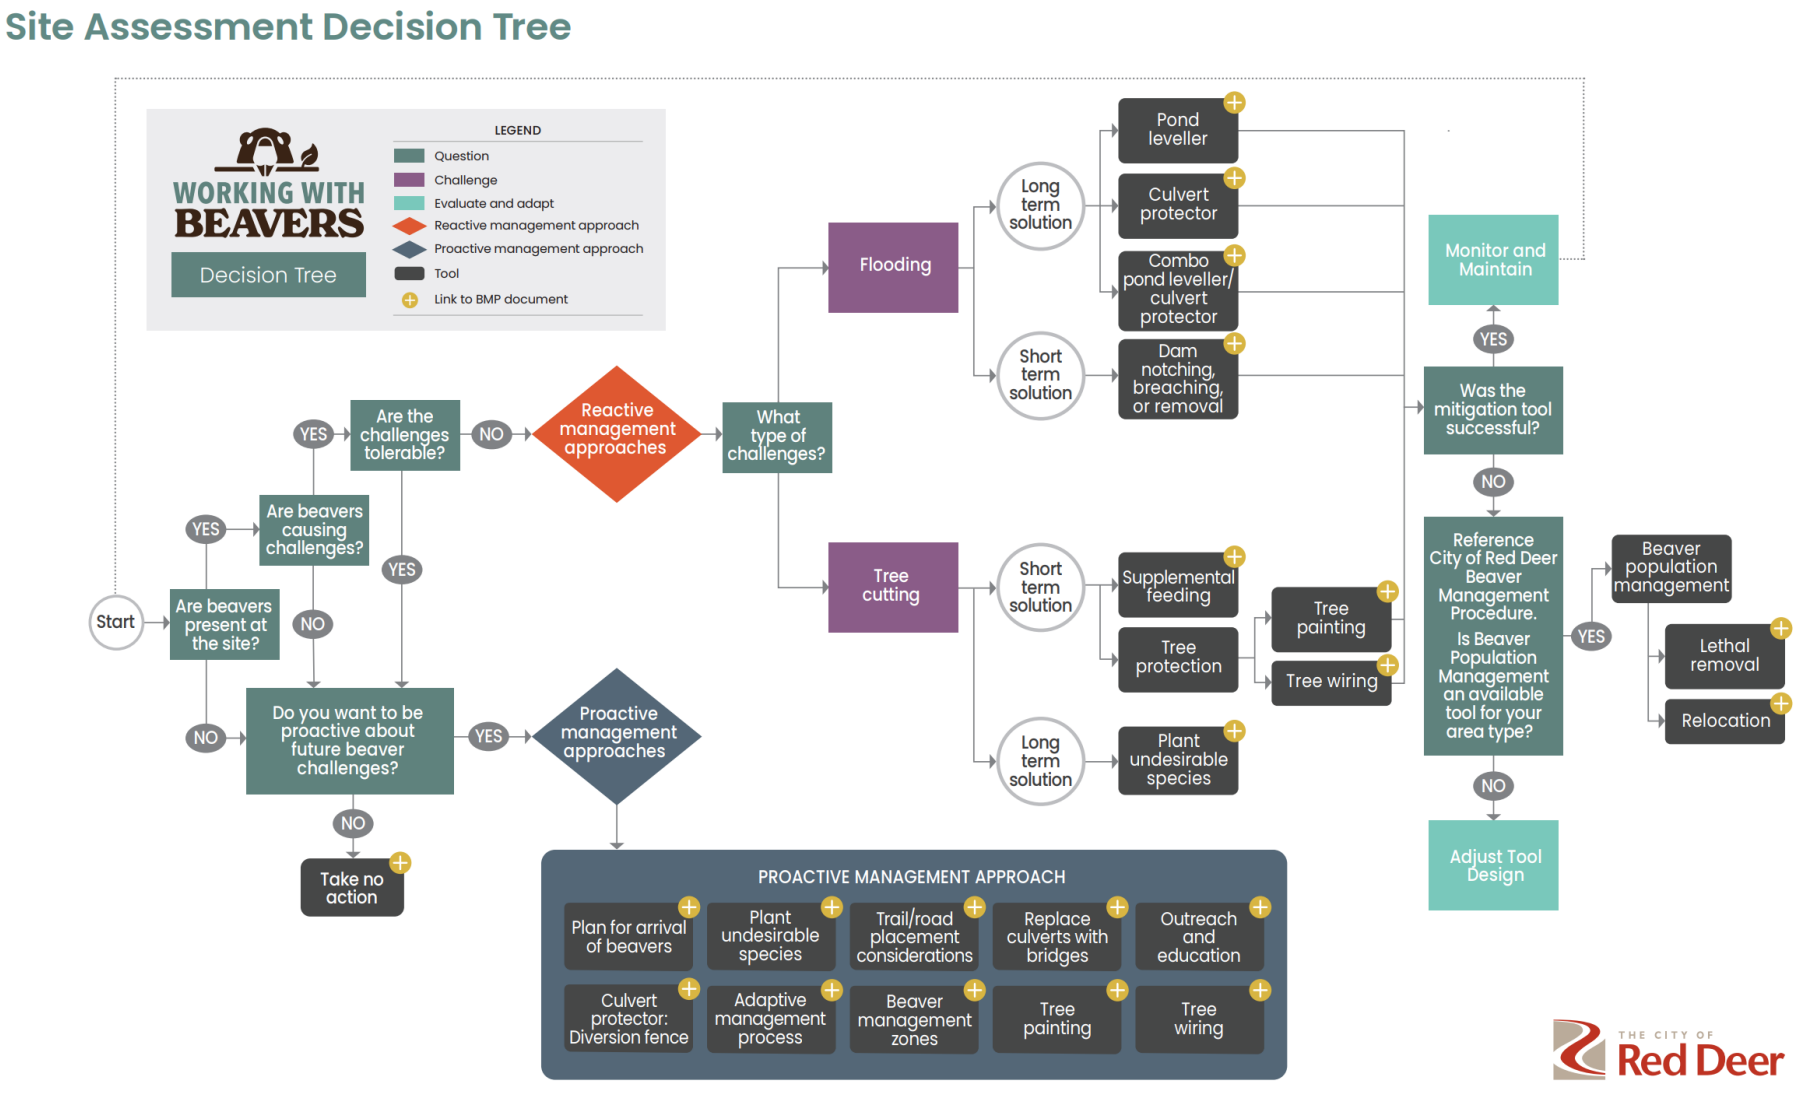 Site Assessment Decision Tree
WORKING WITH
BEAVERS
Decision Tree
LEGEND
Question
Challenge
Evaluate and adapt
Reactive management approach
Proactive management approach
Tool
Link to BMP document
Start
Are beavers
present at
the site?
YES
NO
Are beavers
causing
challenges?
YES
NO
Are the
challenges
tolerable?
NO
YES
Do you want to be
proactive about
future beaver
challenges?
YES
NO
Take no
action
Reactive
management
approaches
Proactive
management
approaches
What
type of
challenges?
Flooding
Long
term
solution
Pond
leveller
Culvert
protector
Combo
pond leveller/
culvert
protector
Short
term
solution
Dam
notching,
breaching,
or removal
Tree
cutting
Short
term
solution
Supplemental
feeding
Tree
protection
Tree
painting
Tree wiring
Long
term
solution
Plant
undesirable
species
Monitor and
Maintain
YES
Was the
mitigation tool
successful?
NO
Reference
City of Red Deer
Beaver
Management
Procedure.
Is Beaver
Population
Management
an available
tool for your
area type?
YES
Beaver
population
management
Lethal
removal
Relocation
NO
Adjust Tool
Design
PROACTIVE MANAGEMENT APPROACH
Plan for arrival
of beavers
Plant
undesirable
species
Trail/road
placement
considerations
Replace
culverts with
bridges
Outreach
and
education
Culvert
protector:
Diversion fence
Adaptive
management
process
Beaver
management
zones
Tree
painting
Tree
wiring
THE CITY OF
Red Deer